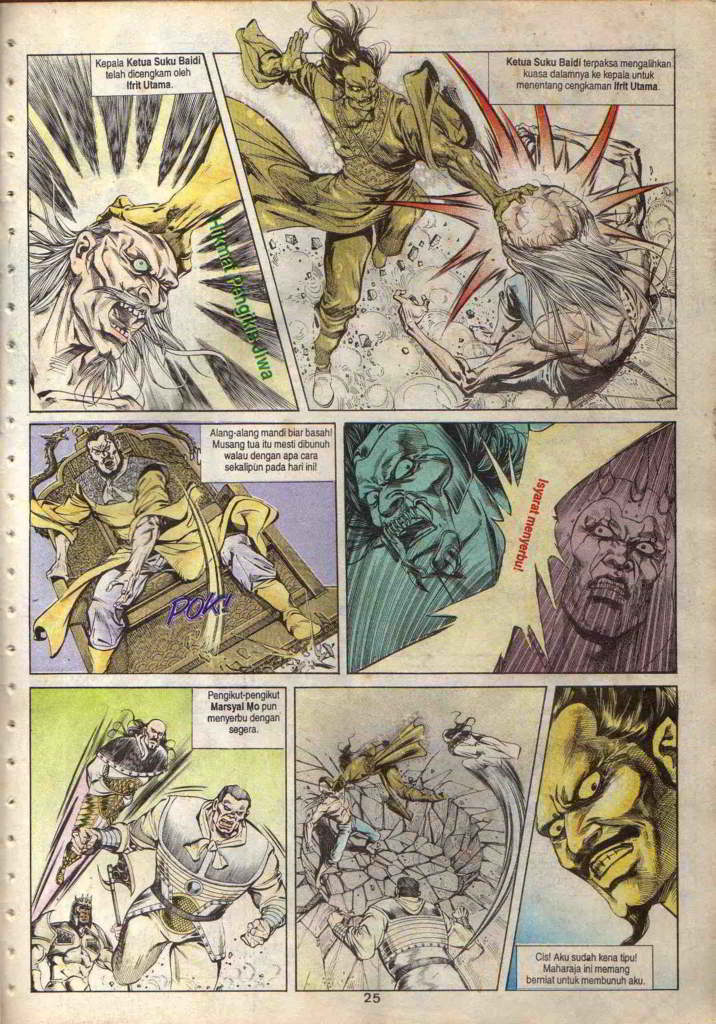 Kepala Ketua Suku Baidi
telah dicengkam oleh
Ifrit Utama.
Hikmat Pengikis Jiwa
Ketua Suku Baidi terpaksa mengalihkan
kuasa dalamnya ke kepala untuk
menentang cengkaman Ifrit Utama.
Alang-alang mandi biar basah!
Musang tua itu mesti dibunuh
walau dengan apa cara
sekalipun pada hari ini!
POK!
Isyarat menyerbu!
Pengikut-pengikut
Marsyal Mo pun
menyerbu dengan
segera.
Cis! Aku sudah kena tipu!
Maharaja ini memang
berniat untuk membunuh aku.
25